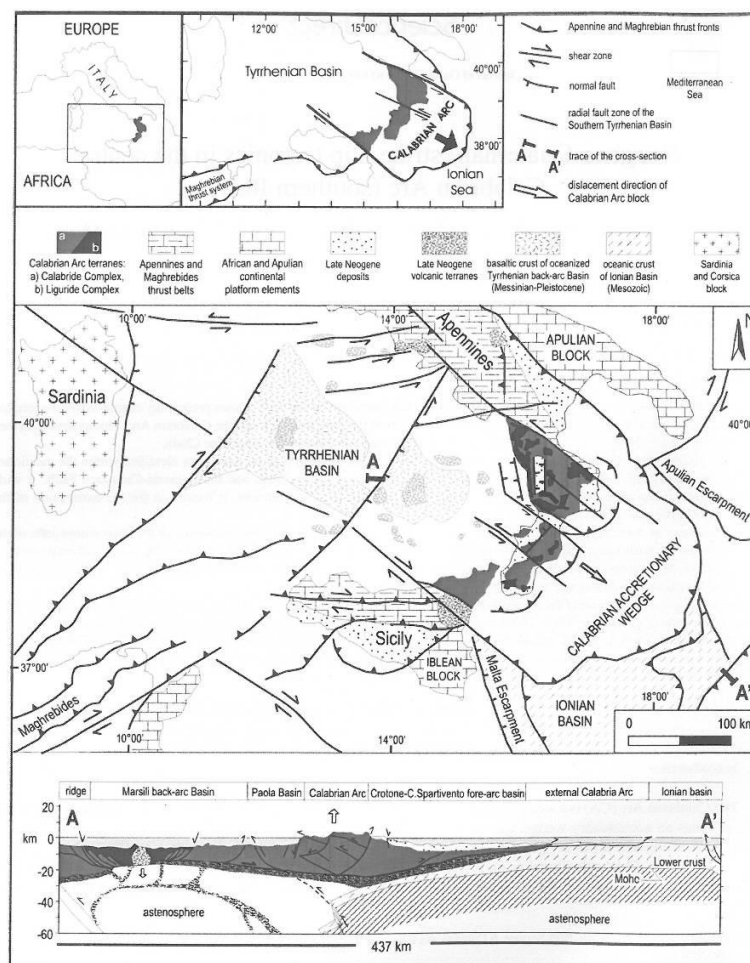 EUROPE
ITALY
AFRICA
12°00' 15°00' 18°00'
Tyrrhenian Basin
40°00'
CALABRIAN ARC
38°00'
Ionian Sea
Maghrebian thrust system
Apennine and Maghrebian thrust fronts
shear zone
normal fault
radial fault zone of the
Southern Tyrrhenian Basin
A A' trace of the cross-section
dislacement direction of
Calabrian Arc block
Mediterranean
Sea
a
b
Calabrian Arc terranes:
a) Calabride Complex,
b) Liguride Complex
Apennines and
Maghrebides
thrust belts
African and Apulian
continental
platform elements
Late Neogene
deposits
Late Neogene
volcanic terranes
basaltic crust of oceanized
Tyrrhenian back-arc Basin
(Messinian-Pleistocene)
oceanic crust
of Ionian Basin
(Mesozoic)
Sardinia
and Corsica
block
10°00' 14°00' 18°00'
N
Apennines
APULIAN
BLOCK
Sardinia
40°00' 40°00'
TYRRHENIAN
BASIN
A
Apulian Escarpment
CALABRIAN ACCRETIONARY
WEDGE
Sicily
IBLEAN
BLOCK
Malta Escarpment
37°00'
Maghrebides
IONIAN
BASIN
18°00'
A'
0 100 km
10°00' 14°00'
ridge Marsili back-arc Basin Paola Basin Calabrian Arc Crotone-C.Spartivento fore-arc basin external Calabria Arc Ionian basin
20 A A' 20
km 0 0
-20 Lower crust -20
Moho
-40 astenosphere astenosphere -40
-60 -60
437 km